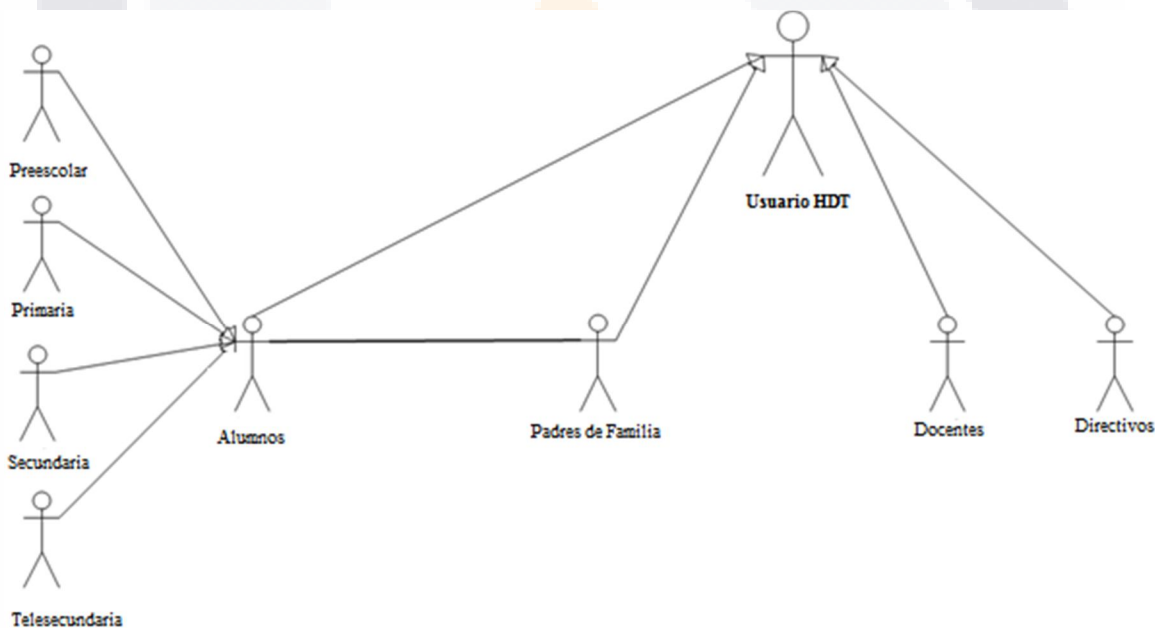 Preescolar
Usuario HDT
Primaria
Alumnos
Padres de Familia
Docentes
Directivos
Secundaria
Telesecundaria